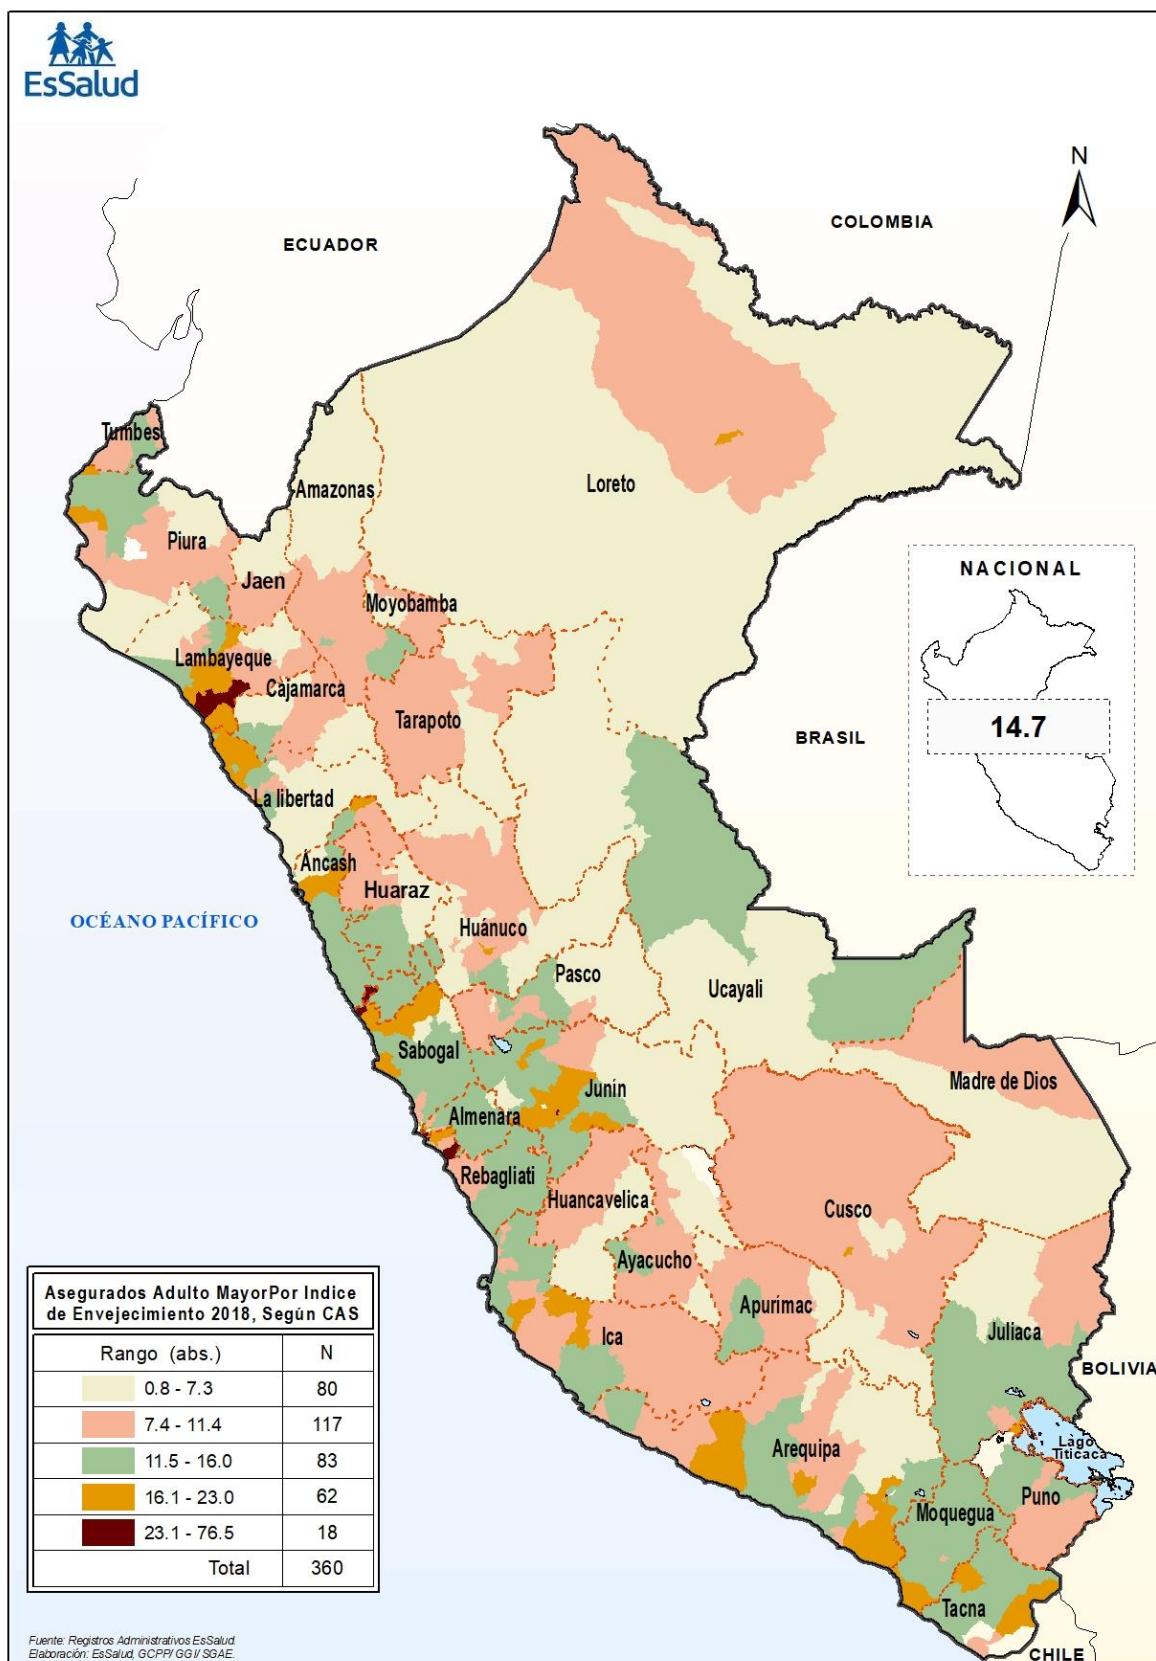 EsSalud
N
COLOMBIA
ECUADOR
Tumbes
Loreto
Amazonas
Piura
NACIONAL
Jaen
Moyobamba
Lambayeque
Cajamarca
Tarapoto
14.7
BRASIL
La libertad
Áncash
Huaraz
OCÉANO PACÍFICO
Huánuco
Pasco
Ucayali
Sabogal
Madre de Dios
Junín
Almenara
Rebagliati
Huancavelica
Cusco
Ayacucho
Apurímac
Ica
Juliaca
BOLIVIA
Arequipa
Lago
Titicaca
Puno
Moquegua
Tacna
CHILE
Asegurados Adulto MayorPor Indice
de Envejecimiento 2018, Según CAS
Rango (abs.) N
0.8 - 7.3 80
7.4 - 11.4 117
11.5 - 16.0 83
16.1 - 23.0 62
23.1 - 76.5 18
Total 360
Fuente: Registros Administrativos EsSalud.
Elaboración: EsSalud, GCPP/ GGI/ SGAE.